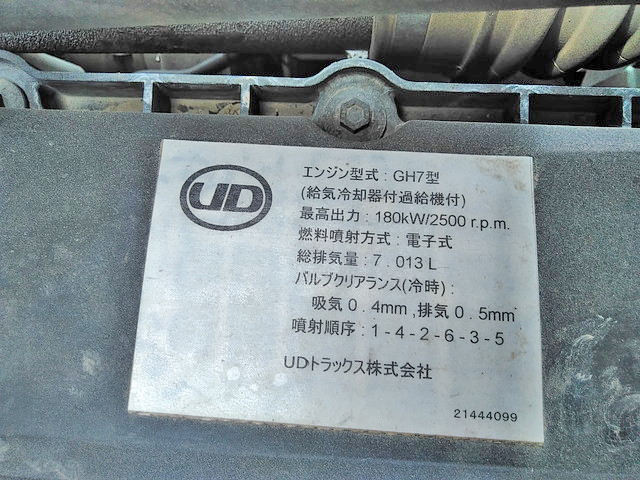 UD
エンジン型式 : GH7型
(給気冷却器付過給機付)
最高出力 : 180kW/2500 r.p.m.
燃料噴射方式 : 電子式
総排気量 : 7 . 013 L
バルブクリアランス(冷時) :
吸気 0 . 4mm , 排気 0 . 5mm
噴射順序 : 1 - 4 - 2 - 6 - 3 - 5
UDトラックス株式会社
21444099